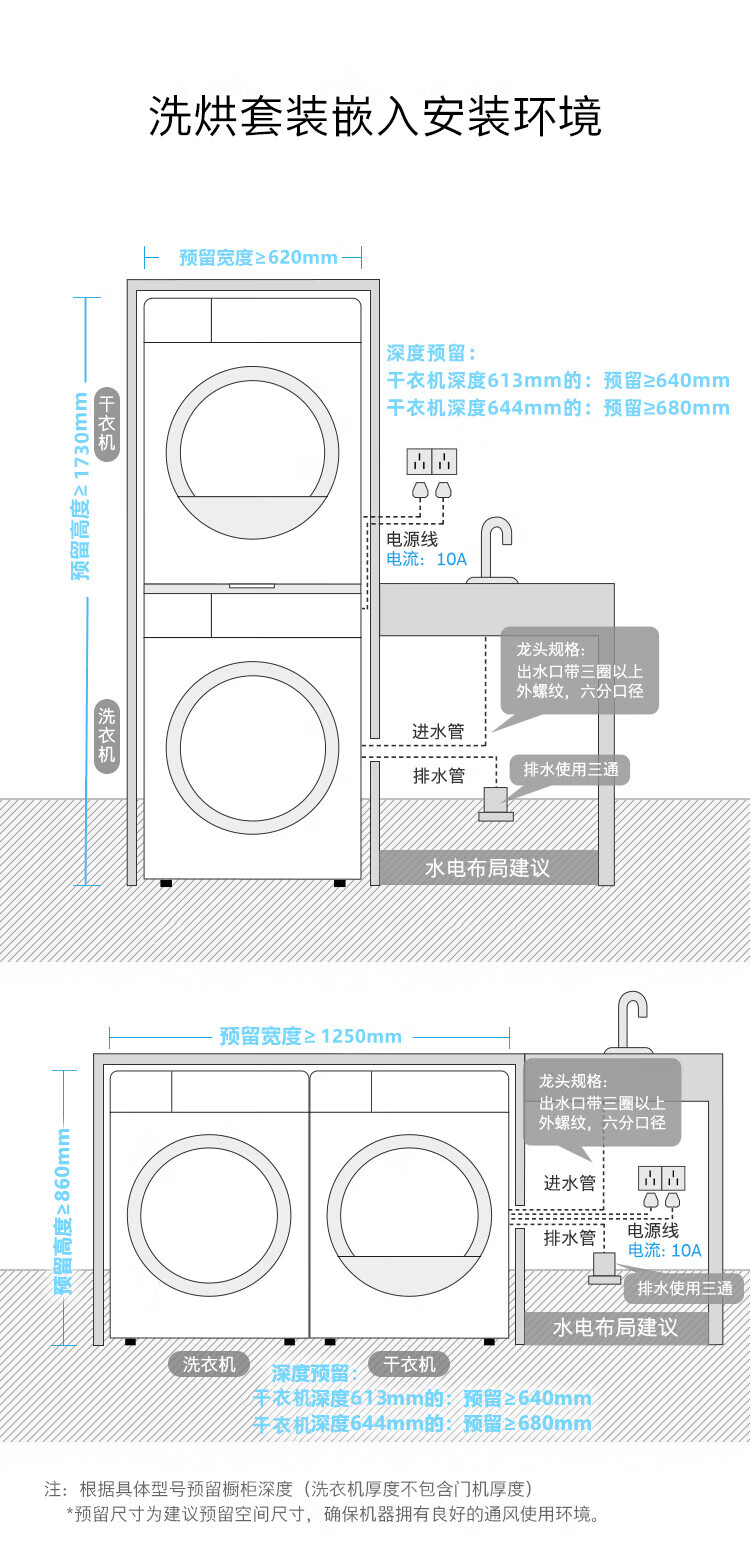 洗烘套装嵌入安装环境
预留宽度≥620mm
深度预留：
干衣机深度613mm的：预留≥640mm
干衣机深度644mm的：预留≥680mm
干衣机
预留高度≥1730mm
电源线
电流：10A
龙头规格：
出水口带三圈以上
外螺纹，六分口径
洗衣机
进水管
排水管
排水使用三通
水电布局建议
预留宽度≥1250mm
龙头规格：
出水口带三圈以上
外螺纹，六分口径
预留高度≥860mm
进水管
排水管
电源线
电流: 10A
排水使用三通
水电布局建议
洗衣机
干衣机
深度预留：
干衣机深度613mm的：预留≥640mm
干衣机深度644mm的：预留≥680mm
注：根据具体型号预留橱柜深度（洗衣机厚度不包含门机厚度）
*预留尺寸为建议预留空间尺寸，确保机器拥有良好的通风使用环境。